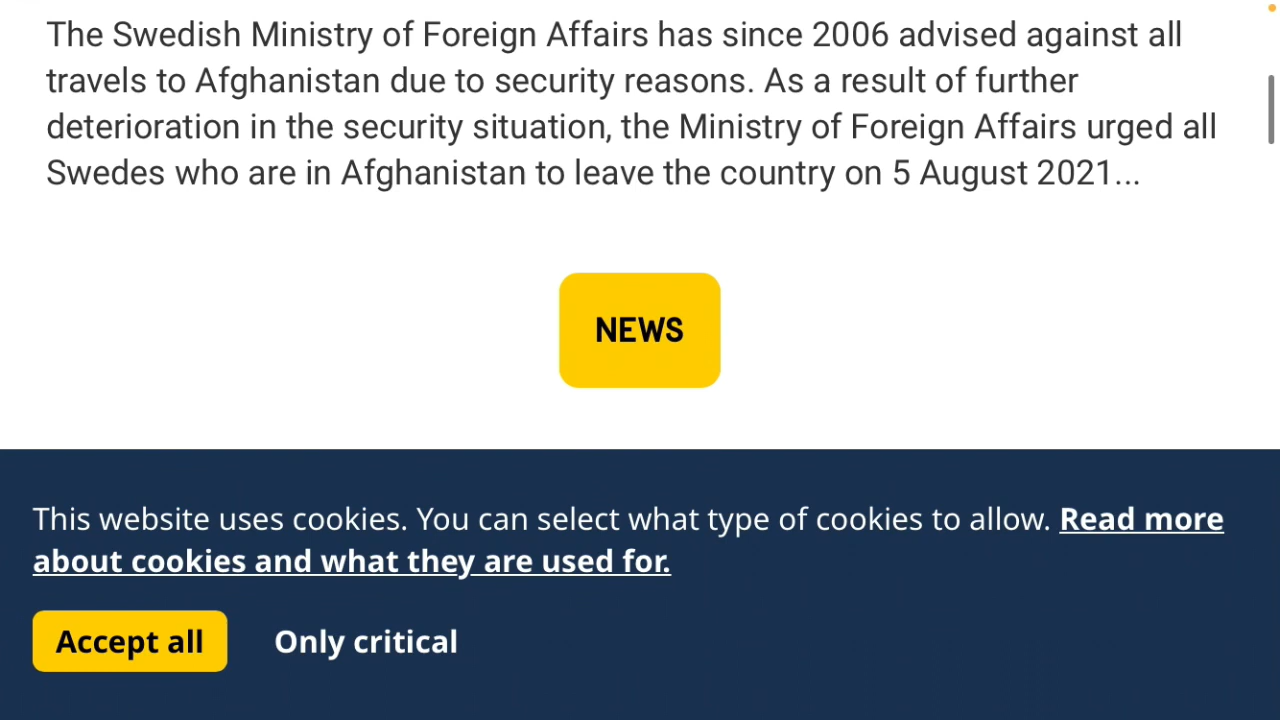 The Swedish Ministry of Foreign Affairs has since 2006 advised against all
travels to Afghanistan due to security reasons. As a result of further
deterioration in the security situation, the Ministry of Foreign Affairs urged all
Swedes who are in Afghanistan to leave the country on 5 August 2021...
NEWS
This website uses cookies. You can select what type of cookies to allow. Read more
about cookies and what they are used for.
Accept all Only critical